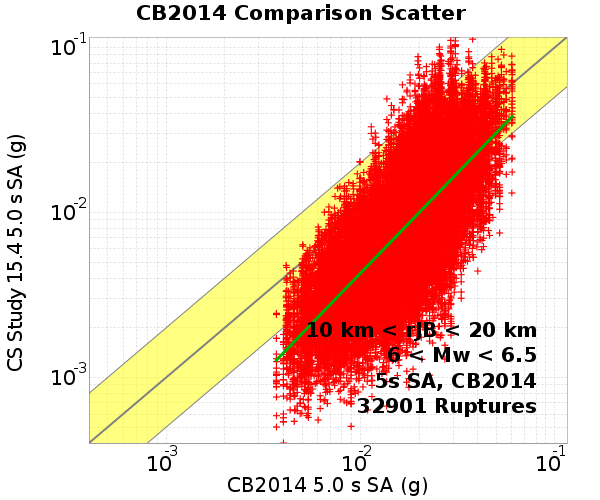 CB2014 Comparison Scatter
CS Study 15.4 5.0 s SA (g)
10-1
10-2
10-3
10 km < rJB < 20 km
6 < Mw < 6.5
5s SA, CB2014
32901 Ruptures
10-3 10-2 10-1
CB2014 5.0 s SA (g)